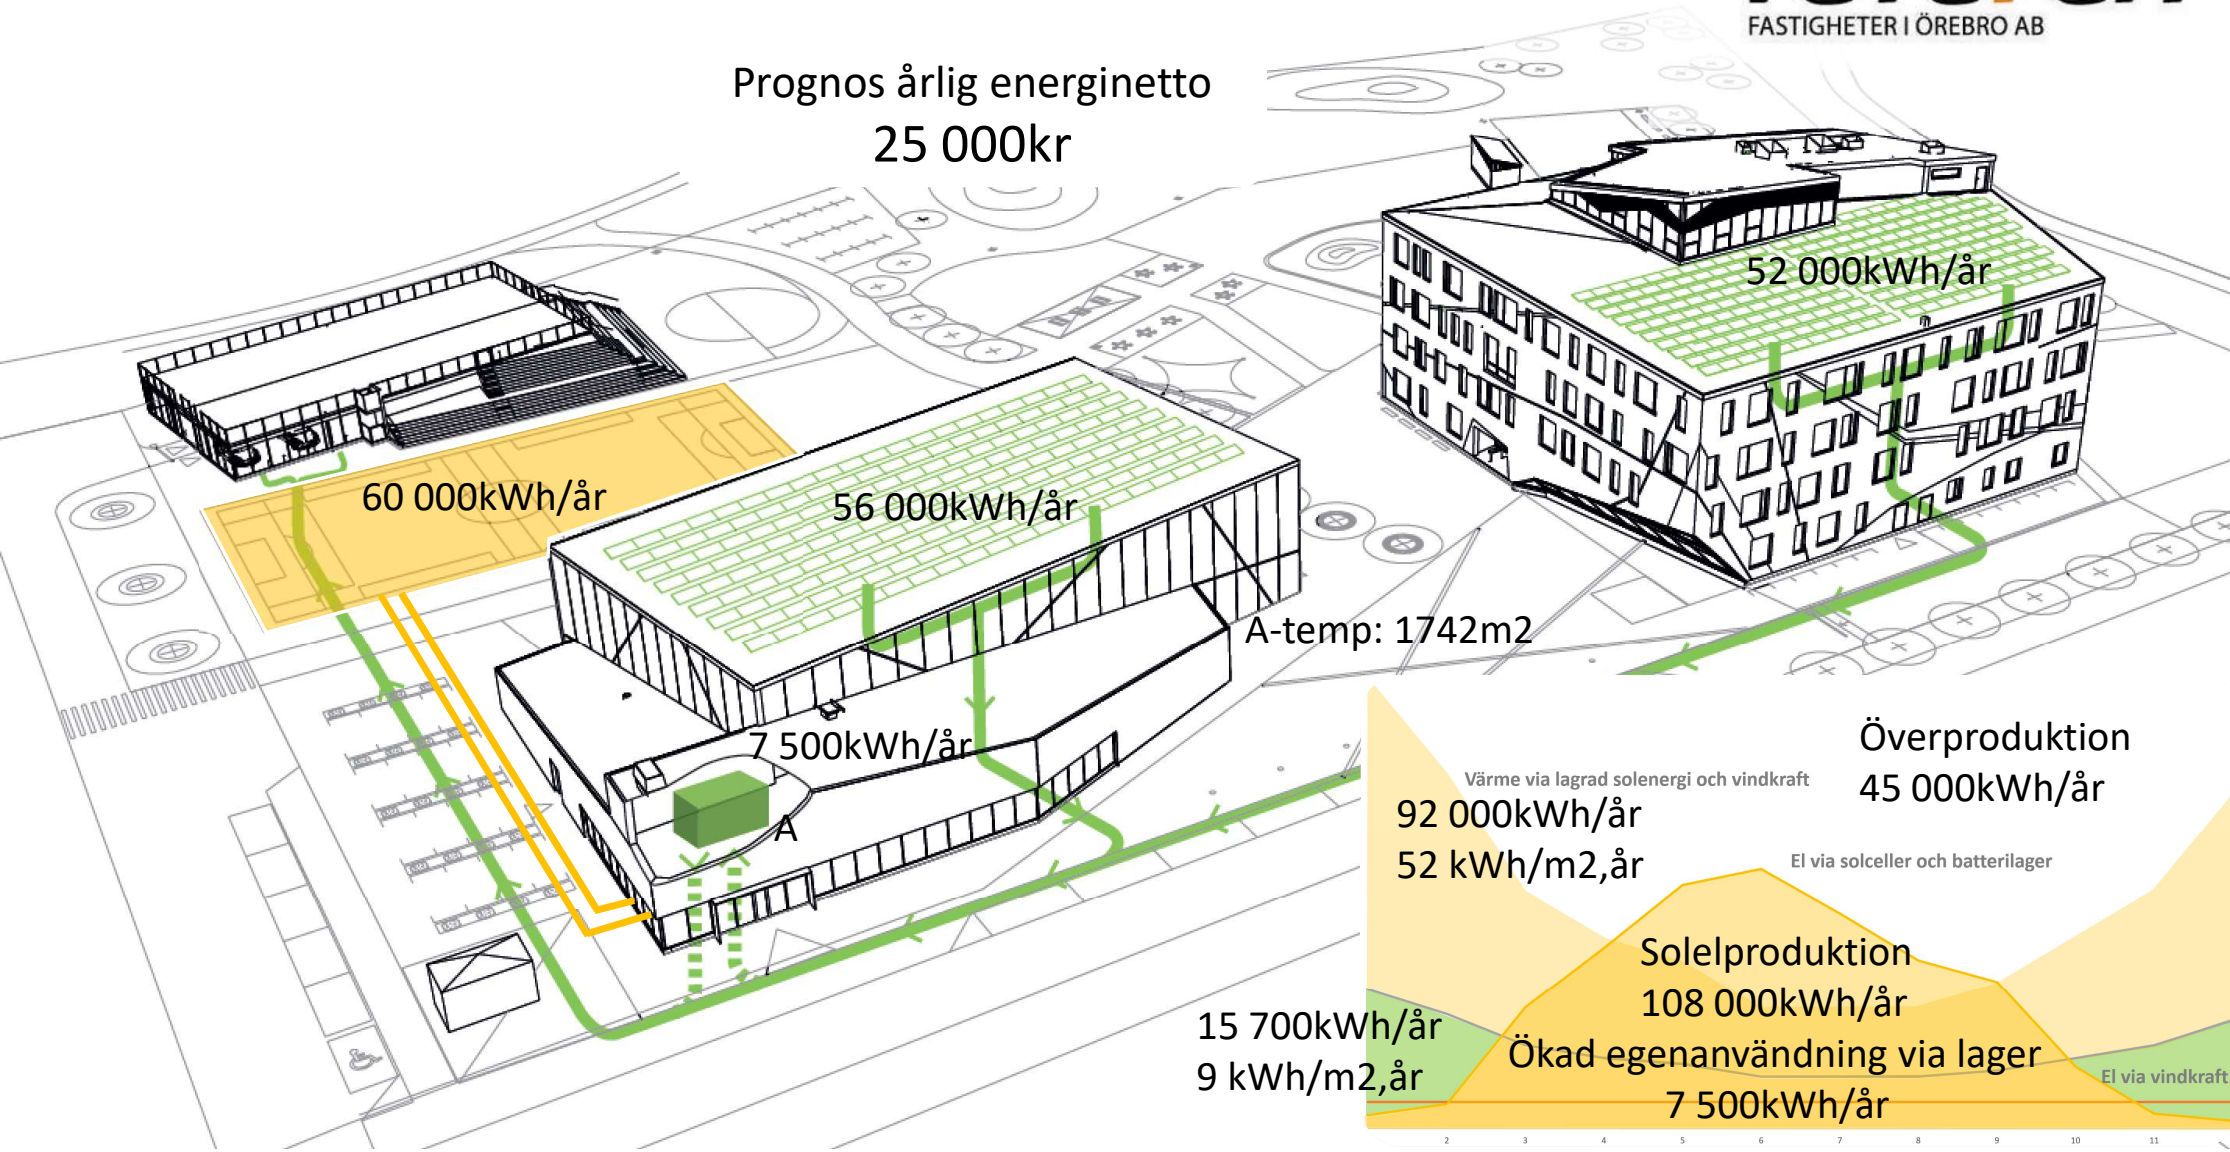 FASTIGHETER I ÖREBRO AB
Prognos årlig energinetto
25 000kr
52 000kWh/år
60 000kWh/år
56 000kWh/år
A-temp: 1742m2
7 500kWh/år
A
Överproduktion
45 000kWh/år
Värme via lagrad solenergi och vindkraft
92 000kWh/år
52 kWh/m2,år
El via solceller och batterilager
Solelproduktion
108 000kWh/år
15 700kWh/år
9 kWh/m2,år
Ökad egenanvändning via lager
7 500kWh/år
El via vindkraft
2 3 4 5 6 7 8 9 10 11